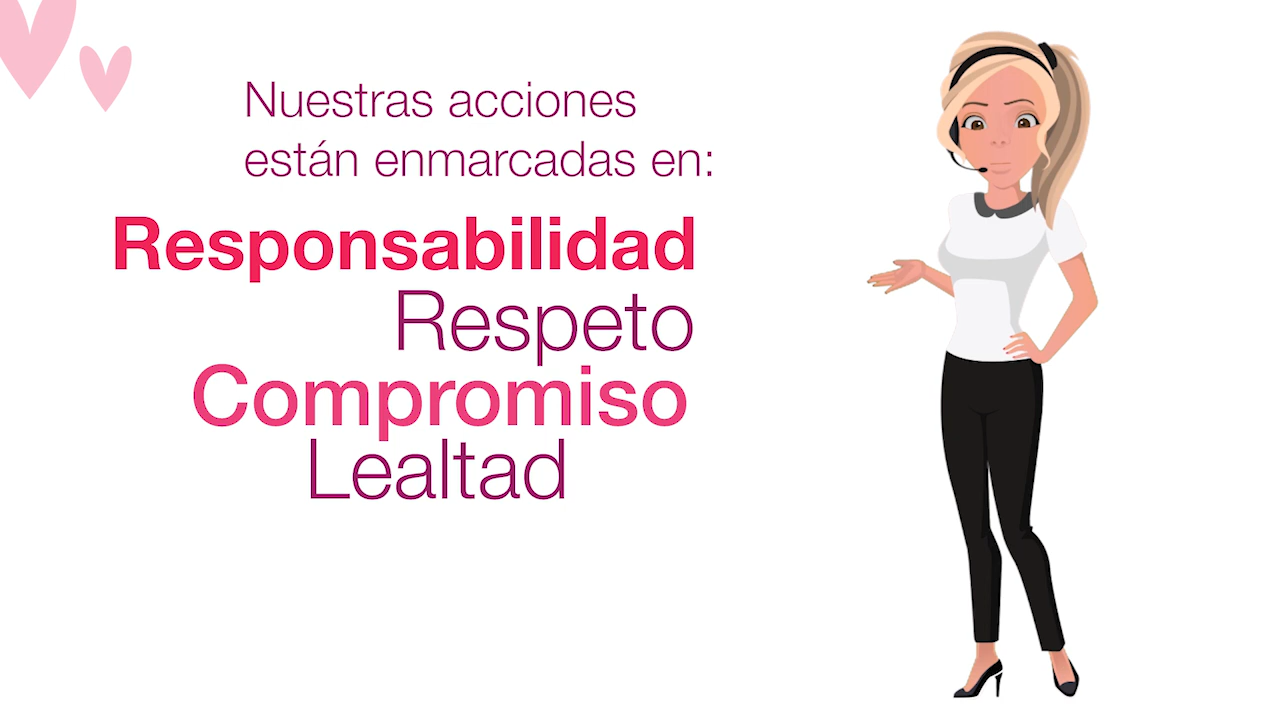 Nuestras acciones
están enmarcadas en:
Responsabilidad
Respeto
Compromiso
Lealtad